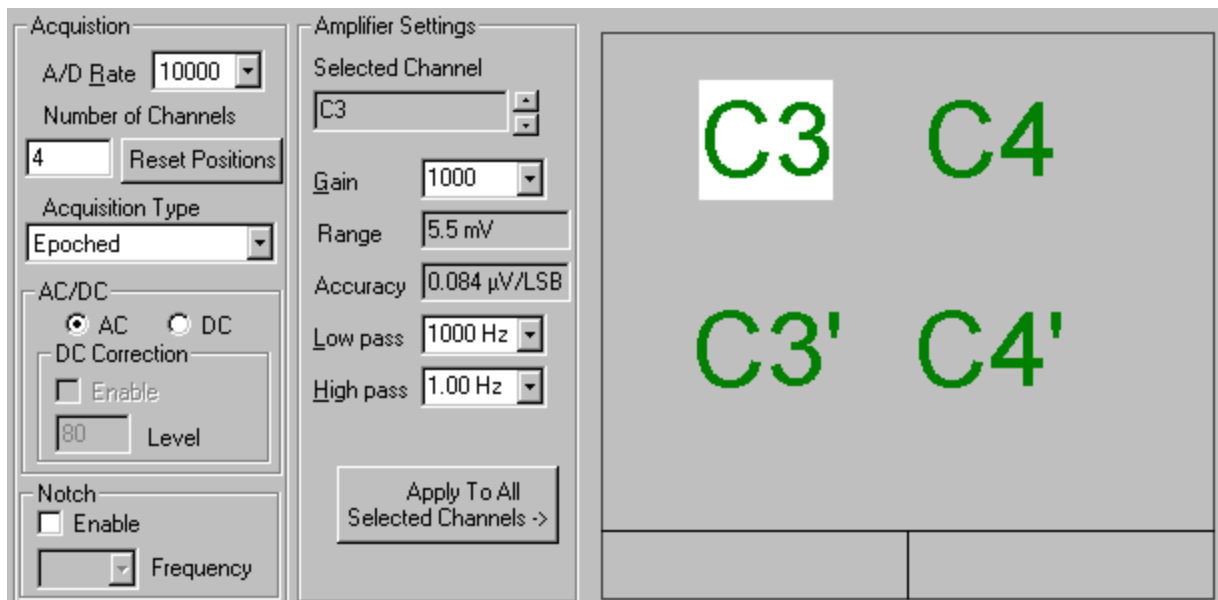 Acquistion
A/D Rate 10000
Number of Channels
4 Reset Positions
Acquisition Type
Epoched
AC/DC
AC DC
DC Correction
Enable
80 Level
Notch
Enable
Frequency
Amplifier Settings
Selected Channel
C3
Gain 1000
Range 5.5 mV
Accuracy 0.084 µV/LSB
Low pass 1000 Hz
High pass 1.00 Hz
Apply To All
Selected Channels ->
C3 C4
C3' C4'